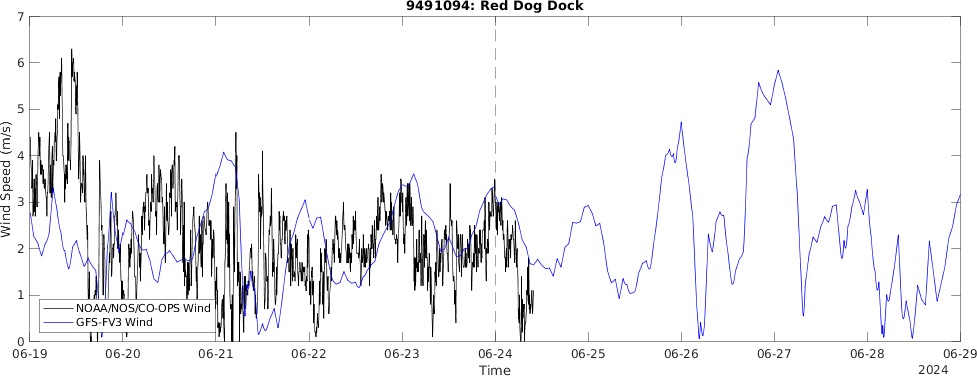 9491094: Red Dog Dock
7
6
5
4
3
2
1
0
Wind Speed (m/s)
NOAA/NOS/CO-OPS Wind
GFS-FV3 Wind
06-19 06-20 06-21 06-22 06-23 06-24 06-25 06-26 06-27 06-28 06-29
Time
2024